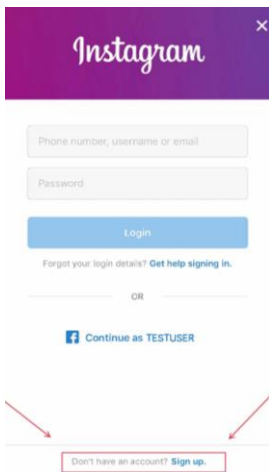 Instagram
Phone number, username or email
Password
Login
Forgot your login details? Get help signing in.
OR
Continue as TESTUSER
Don't have an account? Sign up.